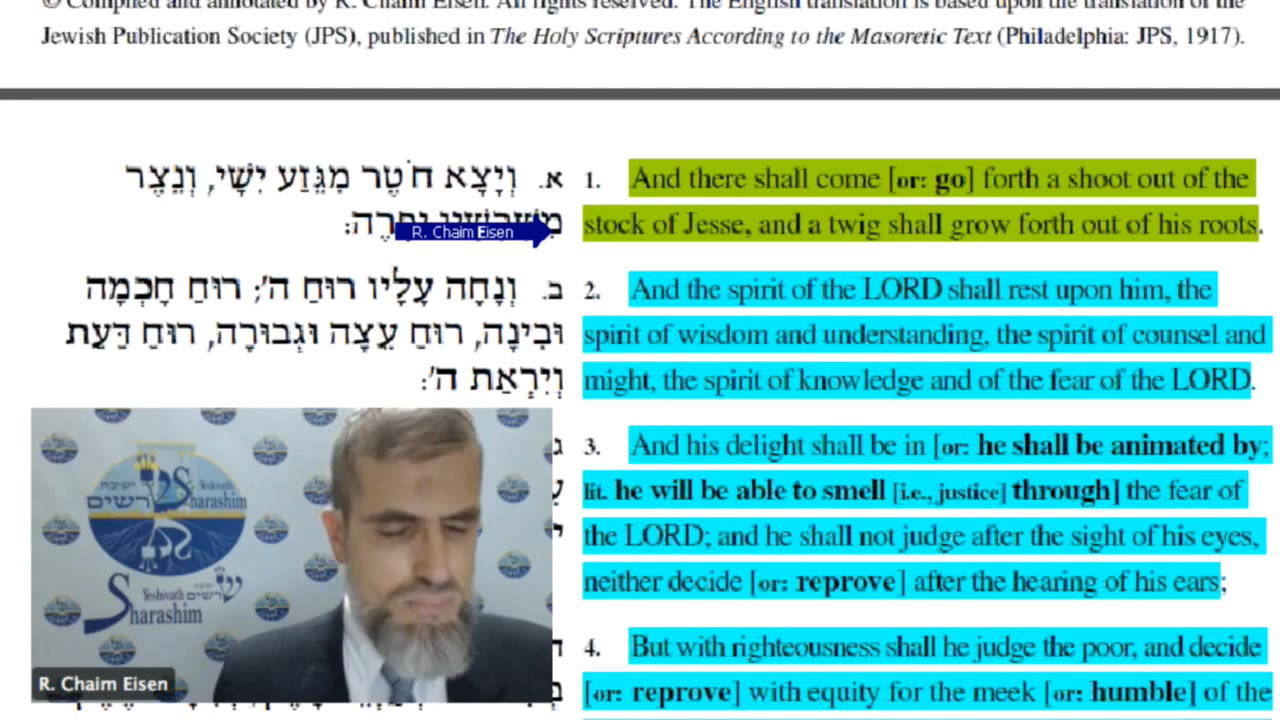 © Compiled and annotated by R. Chaim Eisen. All rights reserved. The English translation is based upon the translation of the
Jewish Publication Society (JPS), published in The Holy Scriptures According to the Masoretic Text (Philadelphia: JPS, 1917).
א. וְיָצָא חֹטֶר מִגֵּזַע יִשָׁי, וְנֵצֶר
R. Chaim Eisen
ב. וְנָחָה עָלָיו רוּחַ ה'; רוּחַ חָכְמָה
וּבִינָה, רוּחַ עֵצָה וּגְבוּרָה, רוּחַ דַּעַת
וְיִרְאַת ה':
1. And there shall come [or: go] forth a shoot out of the
stock of Jesse, and a twig shall grow forth out of his roots.
2. And the spirit of the LORD shall rest upon him, the
spirit of wisdom and understanding, the spirit of counsel and
might, the spirit of knowledge and of the fear of the LORD.
3. And his delight shall be in [or: he shall be animated by;
lit. he will be able to smell [i.e., justice] through] the fear of
the LORD; and he shall not judge after the sight of his eyes,
neither decide [or: reprove] after the hearing of his ears;
4. But with righteousness shall he judge the poor, and decide
[or: reprove] with equity for the meek [or: humble] of the
ישיבת
שרשים
Yeshivath
Sharashim
Yeshivath ישיבת שרשים
Sharashim
R. Chaim Eisen